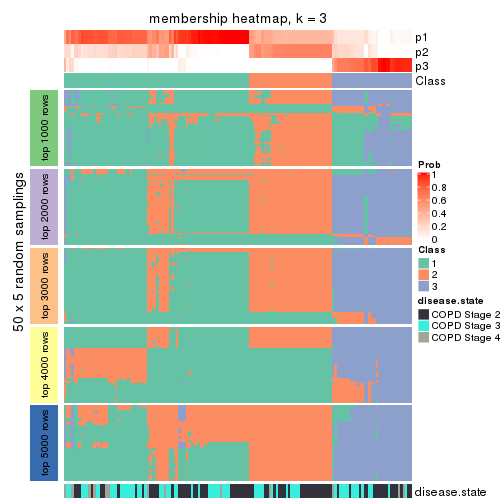 membership heatmap, k = 3
p1
p2
p3
Class
50 x 5 random samplings
top 1000 rows
top 2000 rows
top 3000 rows
top 4000 rows
top 5000 rows
Prob
1
0.8
0.6
0.4
0.2
0
Class
1
2
3
disease.state
COPD Stage 2
COPD Stage 3
COPD Stage 4
disease.state